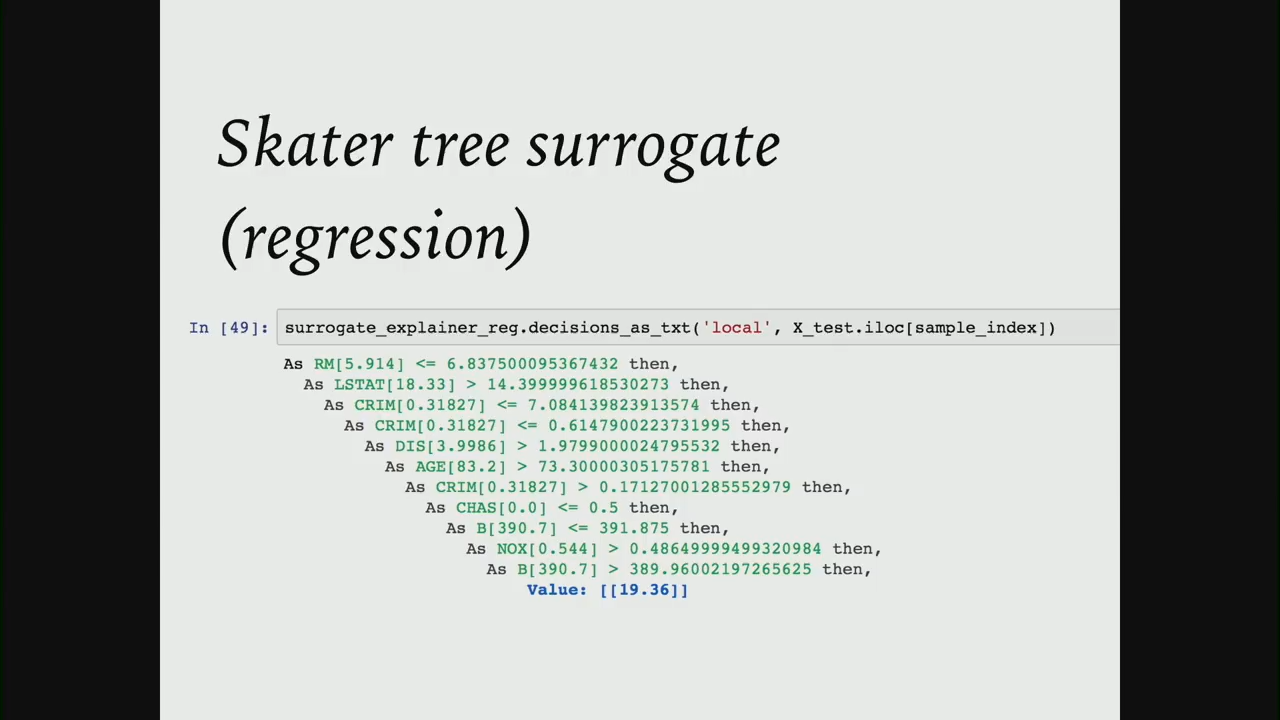 Skater tree surrogate
(regression)
In [49]: surrogate_explainer_reg.decisions_as_txt('local', X_test.iloc[sample_index])
As RM[5.914] <= 6.837500095367432 then,
As LSTAT[18.33] > 14.399999618530273 then,
As CRIM[0.31827] <= 7.084139823913574 then,
As CRIM[0.31827] <= 0.6147900223731995 then,
As DIS[3.9986] > 1.9799000024795532 then,
As AGE[83.2] > 73.30000305175781 then,
As CRIM[0.31827] > 0.17127001285552979 then,
As CHAS[0.0] <= 0.5 then,
As B[390.7] <= 391.875 then,
As NOX[0.544] > 0.48649999499320984 then,
As B[390.7] > 389.96002197265625 then,
Value: [[19.36]]